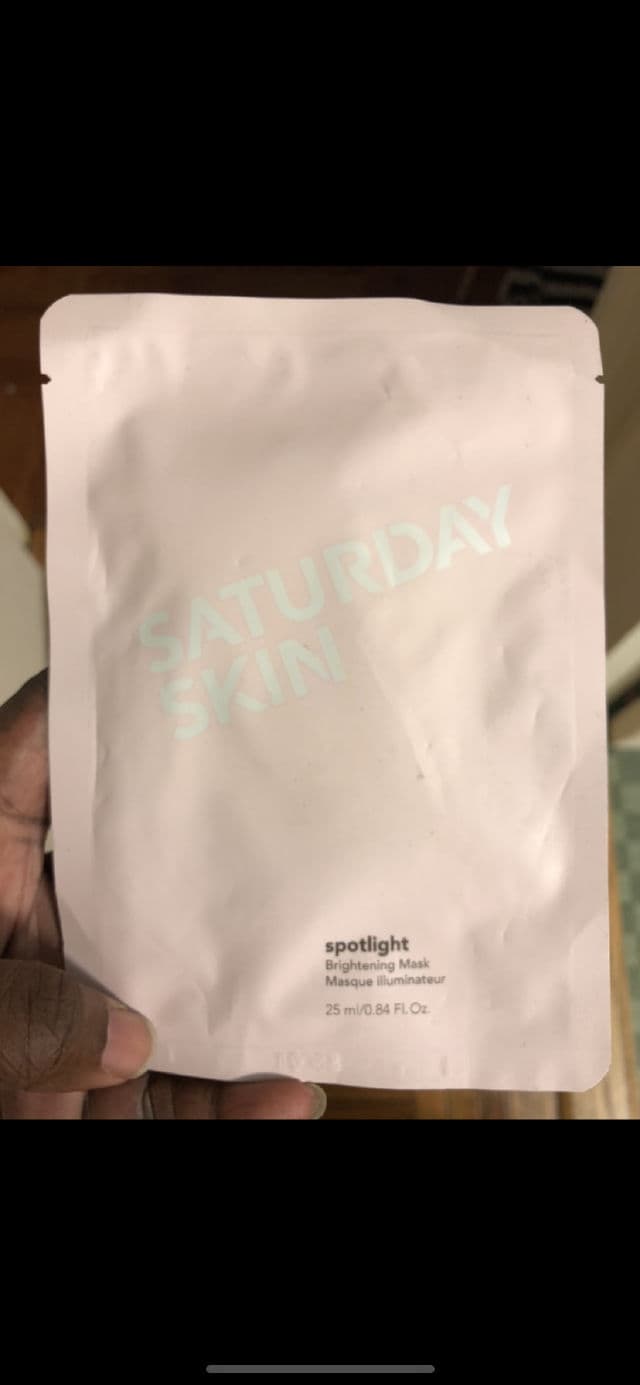 SATURDAY
SKIN
spotlight
Brightening Mask
Masque illuminateur
25 ml/0.84 Fl. Oz.